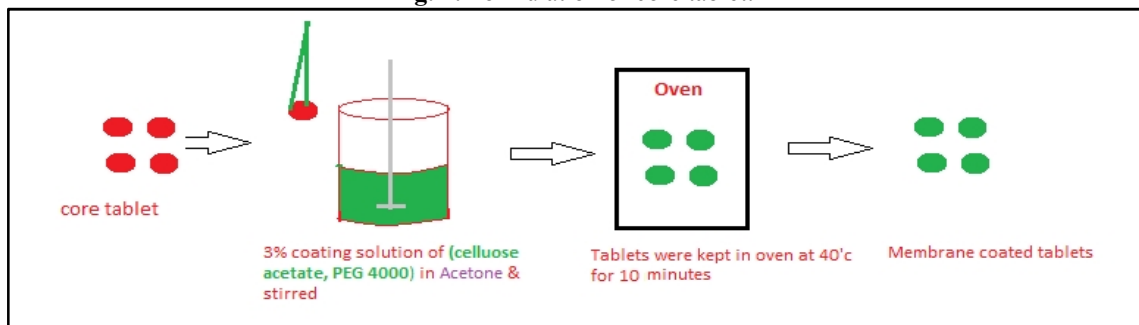 Oven
core tablet
3% coating solution of (celluose
acetate, PEG 4000) in Acetone &
stirred
Tablets were kept in oven at 40'c
for 10 minutes
Membrane coated tablets